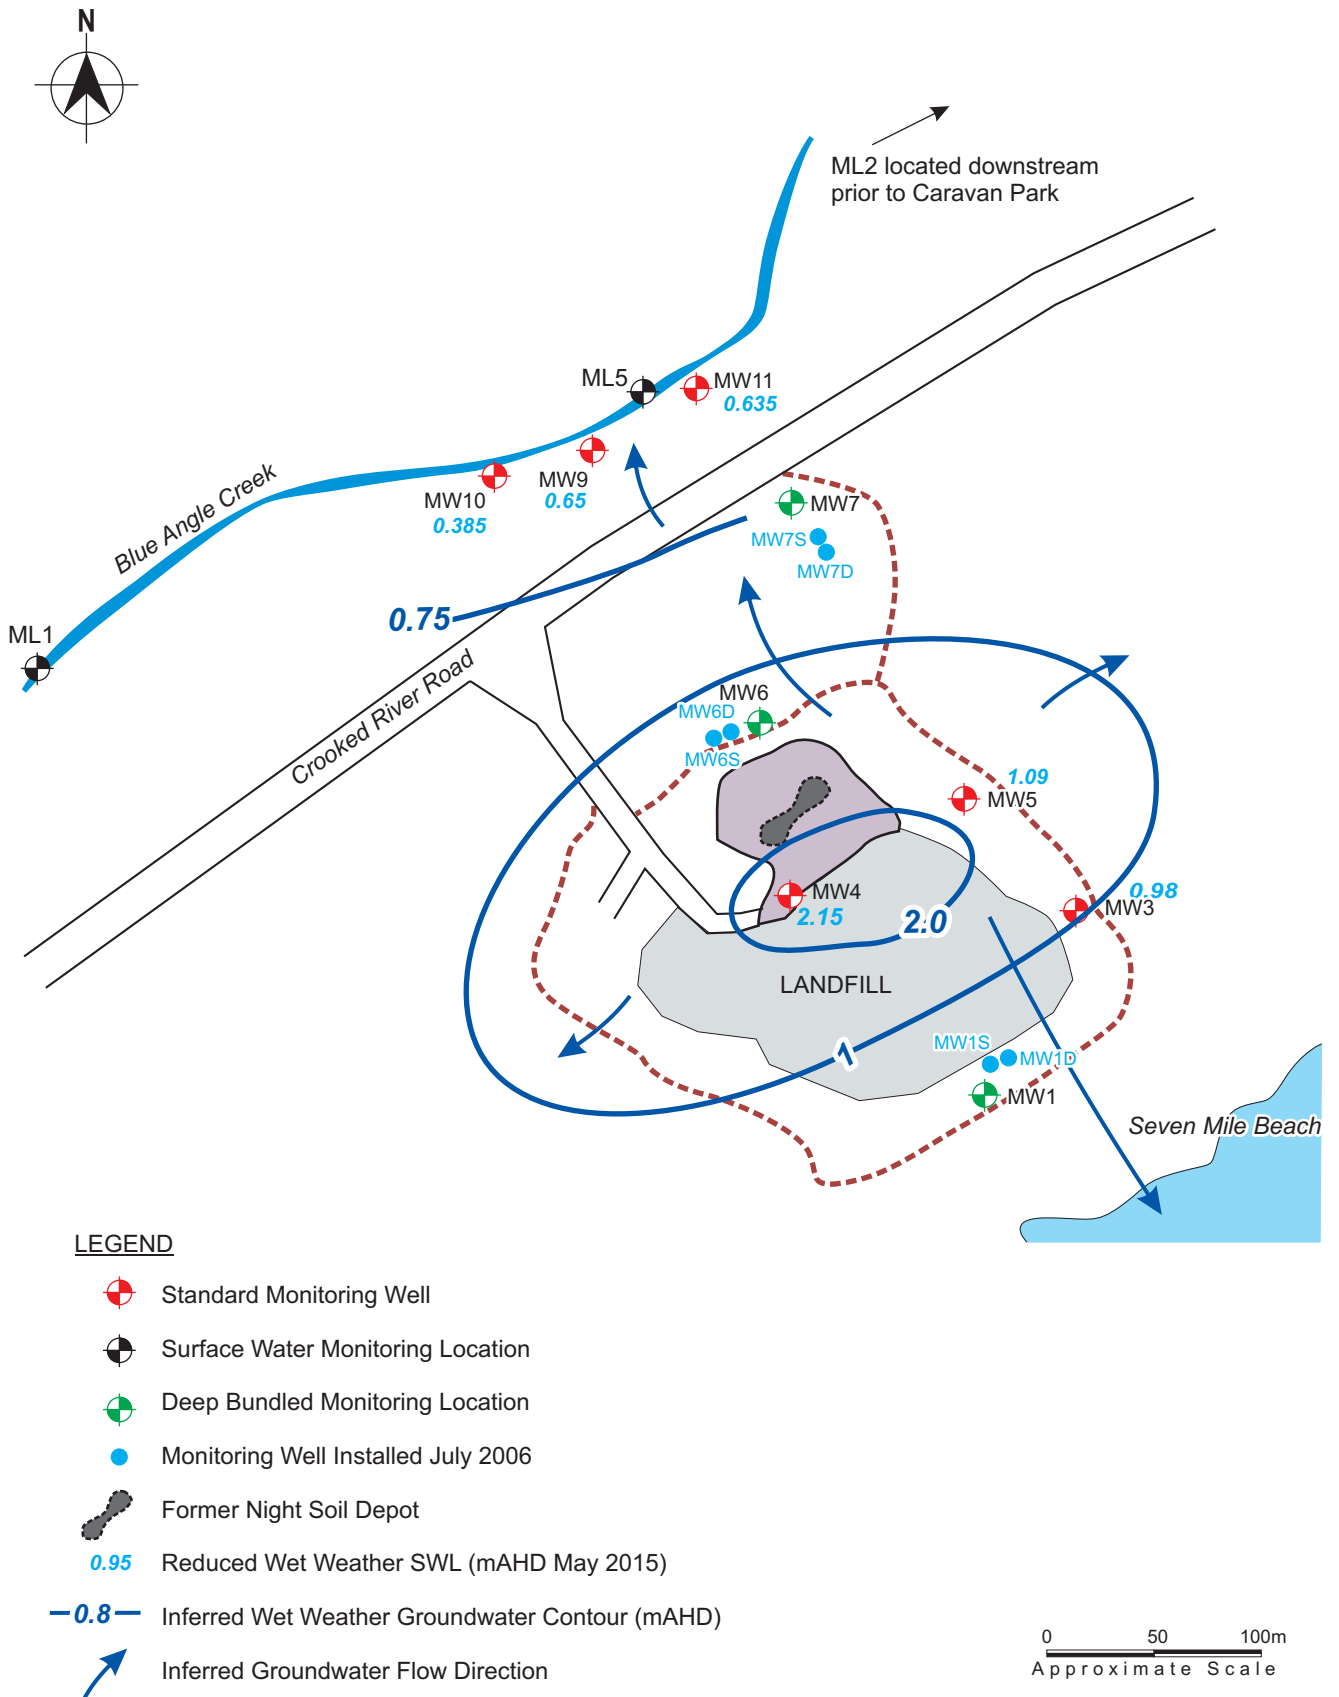 N
ML2 located downstream
prior to Caravan Park
ML5
MW11
0.635
MW9
0.65
MW10
0.385
Blue Angle Creek
MW7
MW7S
MW7D
0.75
ML1
Crooked River Road
MW6
MW6D
MW6S
1.09
MW5
0.98
MW3
MW4
2.15
2.0
LANDFILL
1
MW1S
MW1D
MW1
Seven Mile Beach
LEGEND
Standard Monitoring Well
Surface Water Monitoring Location
Deep Bundled Monitoring Location
Monitoring Well Installed July 2006
Former Night Soil Depot
0.95 Reduced Wet Weather SWL (mAHD May 2015)
0.8 Inferred Wet Weather Groundwater Contour (mAHD)
Inferred Groundwater Flow Direction
0 50 100m
Approximate Scale